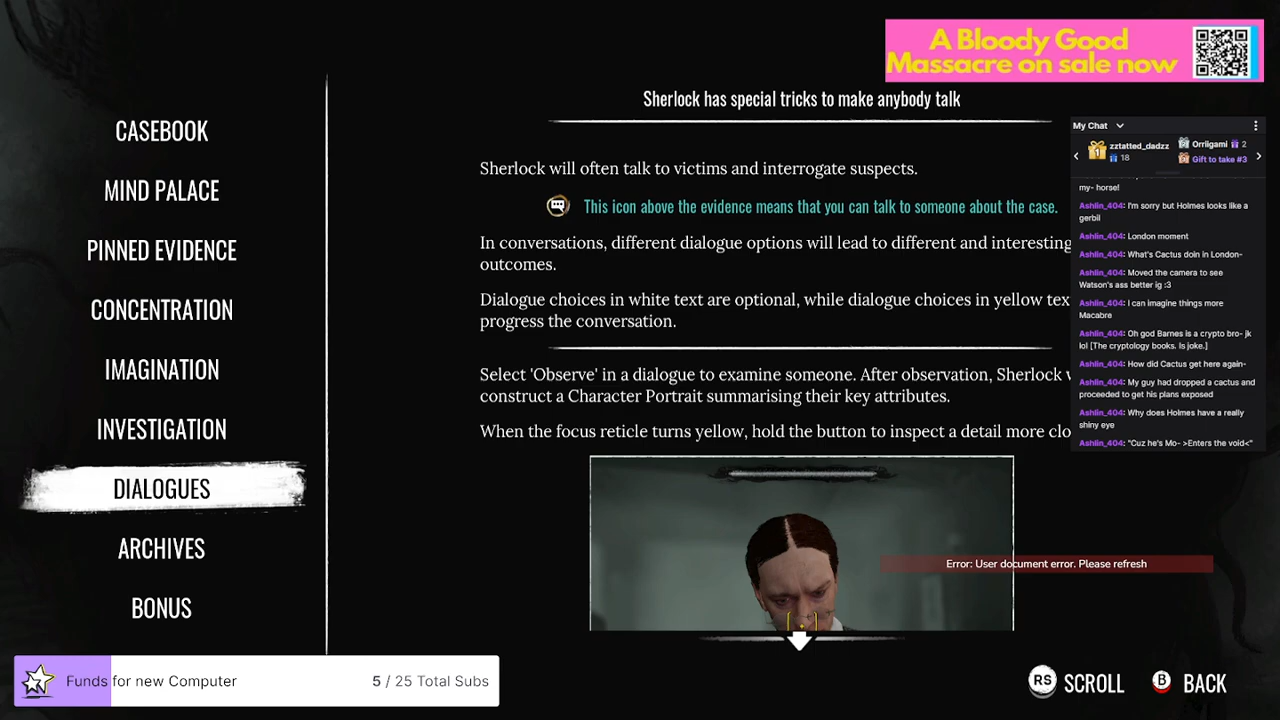 A Bloody Good
Massacre on sale now
Sherlock has special tricks to make anybody talk
CASEBOOK
MIND PALACE
PINNED EVIDENCE
CONCENTRATION
IMAGINATION
INVESTIGATION
DIALOGUES
ARCHIVES
BONUS
Sherlock will often talk to victims and interrogate suspects.
This icon above the evidence means that you can talk to someone about the case.
In conversations, different dialogue options will lead to different and interesting
outcomes.
Dialogue choices in white text are optional, while dialogue choices in yellow
progress the conversation.
Select 'Observe' in a dialogue to examine someone. After observation, Sherlock
construct a Character Portrait summarising their key attributes.
When the focus reticle turns yellow, hold the button to inspect a detail more
My Chat
1
zztatted_dadzz
18
Orriigami 2
Gift to take #3
my- horse!
Ashlin_404: I'm sorry but Holmes looks like a
gerbil
Ashlin_404: London moment
Ashlin_404: What's Cactus doin in London-
Ashlin_404: Moved the camera to see
Watson's ass better ig :3
Ashlin_404: I can imagine things more
Macabre
Ashlin_404: Oh god Barnes is a crypto bro- jk
lol [The cryptology books. Is joke.]
Ashlin_404: How did Cactus get here again-
Ashlin_404: My guy had dropped a cactus and
proceeded to get his plans exposed
Ashlin_404: Why does Holmes have a really
shiny eye
Ashlin_404: "Cuz he's Mo- >Enters the void<"
Error: User document error. Please refresh
Funds for new Computer
5 / 25 Total Subs
RS SCROLL
B BACK